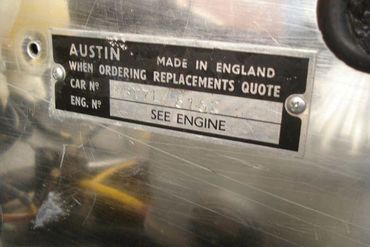 AUSTIN MADE IN ENGLAND
WHEN ORDERING REPLACEMENTS QUOTE
CAR Nº
ENG. Nº SEE ENGINE